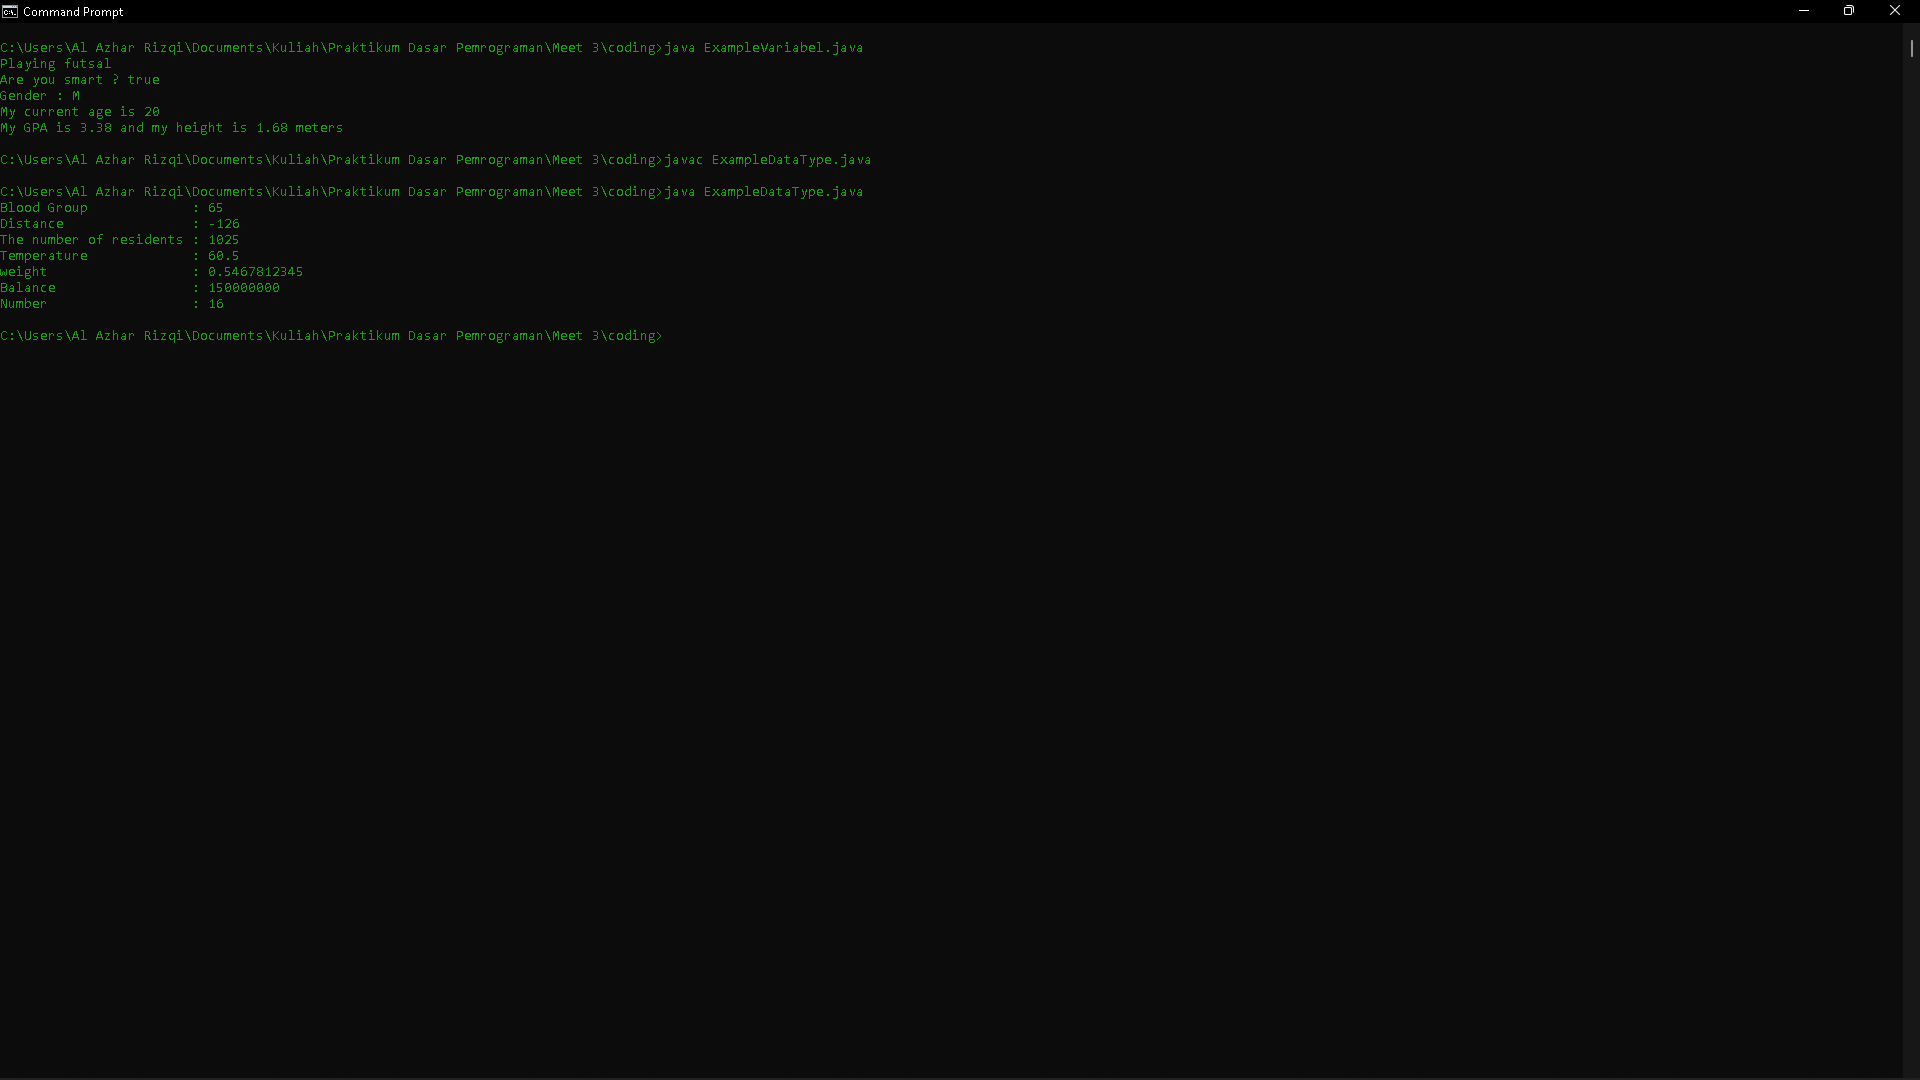 Command Prompt
C:\Users\Al Azhar Rizqi\Documents\Kuliah\Praktikum Dasar Pemrograman\Meet 3\coding>java ExampleVariabel.java
Playing futsal
Are you smart ? true
Gender : M
My current age is 20
My GPA is 3.38 and my height is 1.68 meters
C:\Users\Al Azhar Rizqi\Documents\Kuliah\Praktikum Dasar Pemrograman\Meet 3\coding>javac ExampleDataType.java
C:\Users\Al Azhar Rizqi\Documents\Kuliah\Praktikum Dasar Pemrograman\Meet 3\coding>java ExampleDataType.java
Blood Group             : 65
Distance                : -126
The number of residents : 1025
Temperature             : 60.5
weight                  : 0.5467812345
Balance                 : 150000000
Number                  : 16
C:\Users\Al Azhar Rizqi\Documents\Kuliah\Praktikum Dasar Pemrograman\Meet 3\coding>